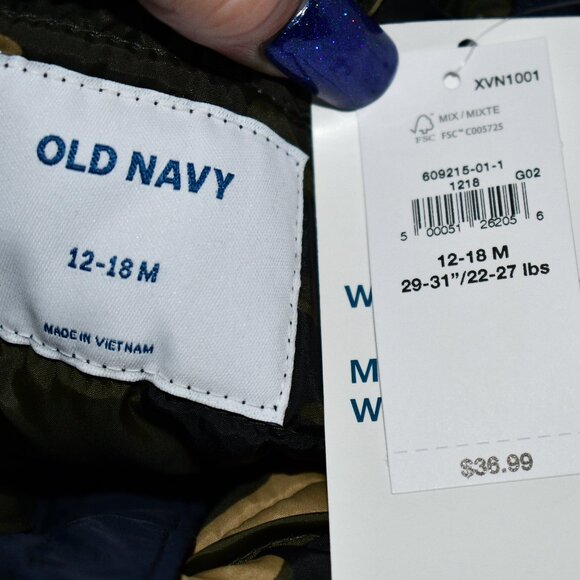 OLD NAVY
12-18 M
MADE IN VIETNAM
XVN1001
FSC
MIX / MIXTE
FSC™ C005725
609215-01-1
1218 G02
5 00051 26205 6
12-18 M
29-31”/22-27 lbs
$36.99
W
M
W